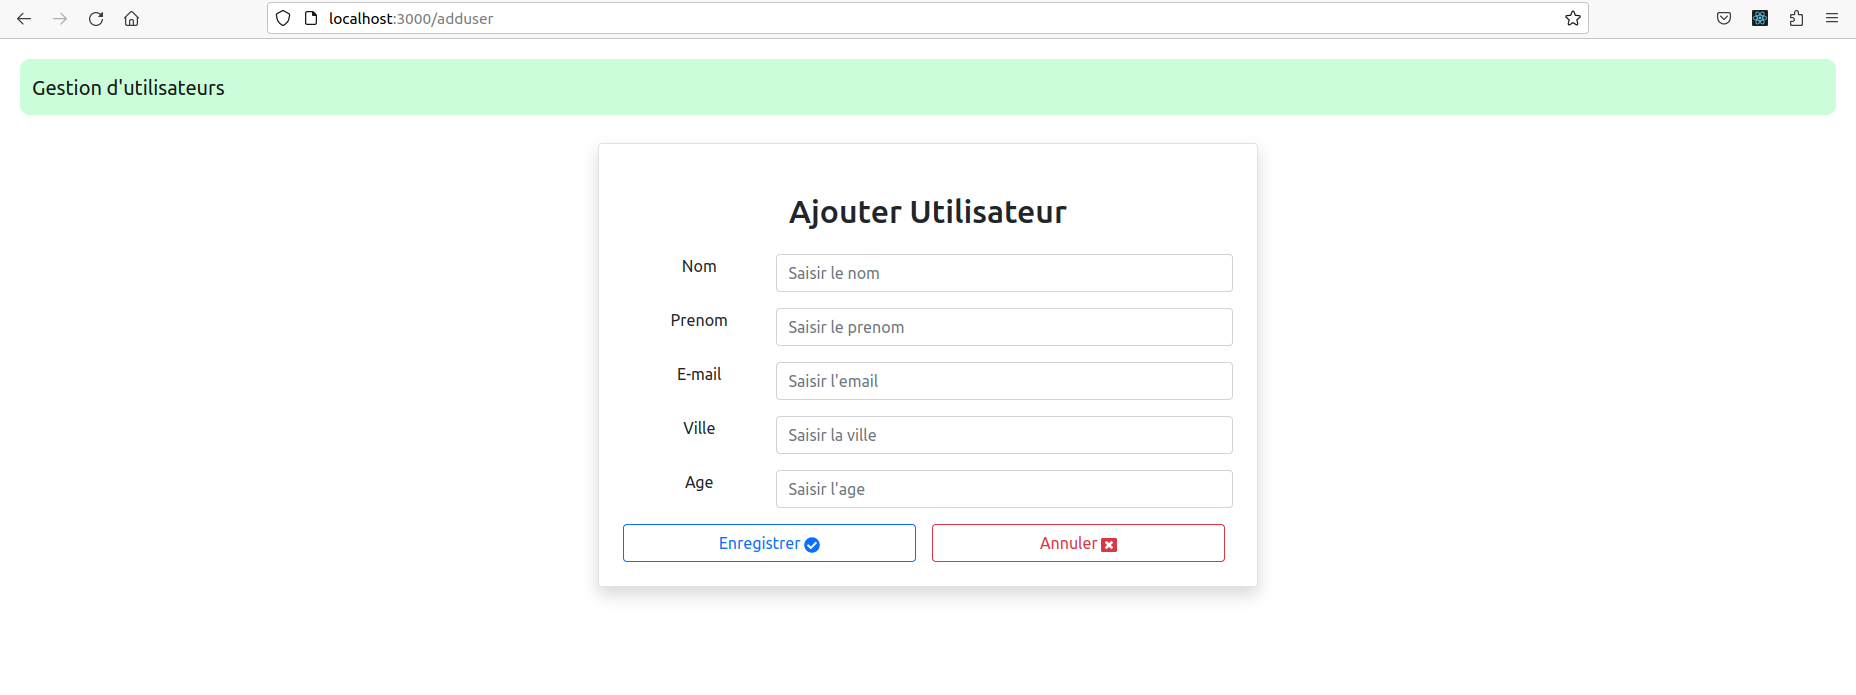 localhost:3000/adduser
Gestion d'utilisateurs
Ajouter Utilisateur
Nom
Saisir le nom
Prenom
Saisir le prenom
E-mail
Saisir l'email
Ville
Saisir la ville
Age
Saisir l'age
Enregistrer
Annuler